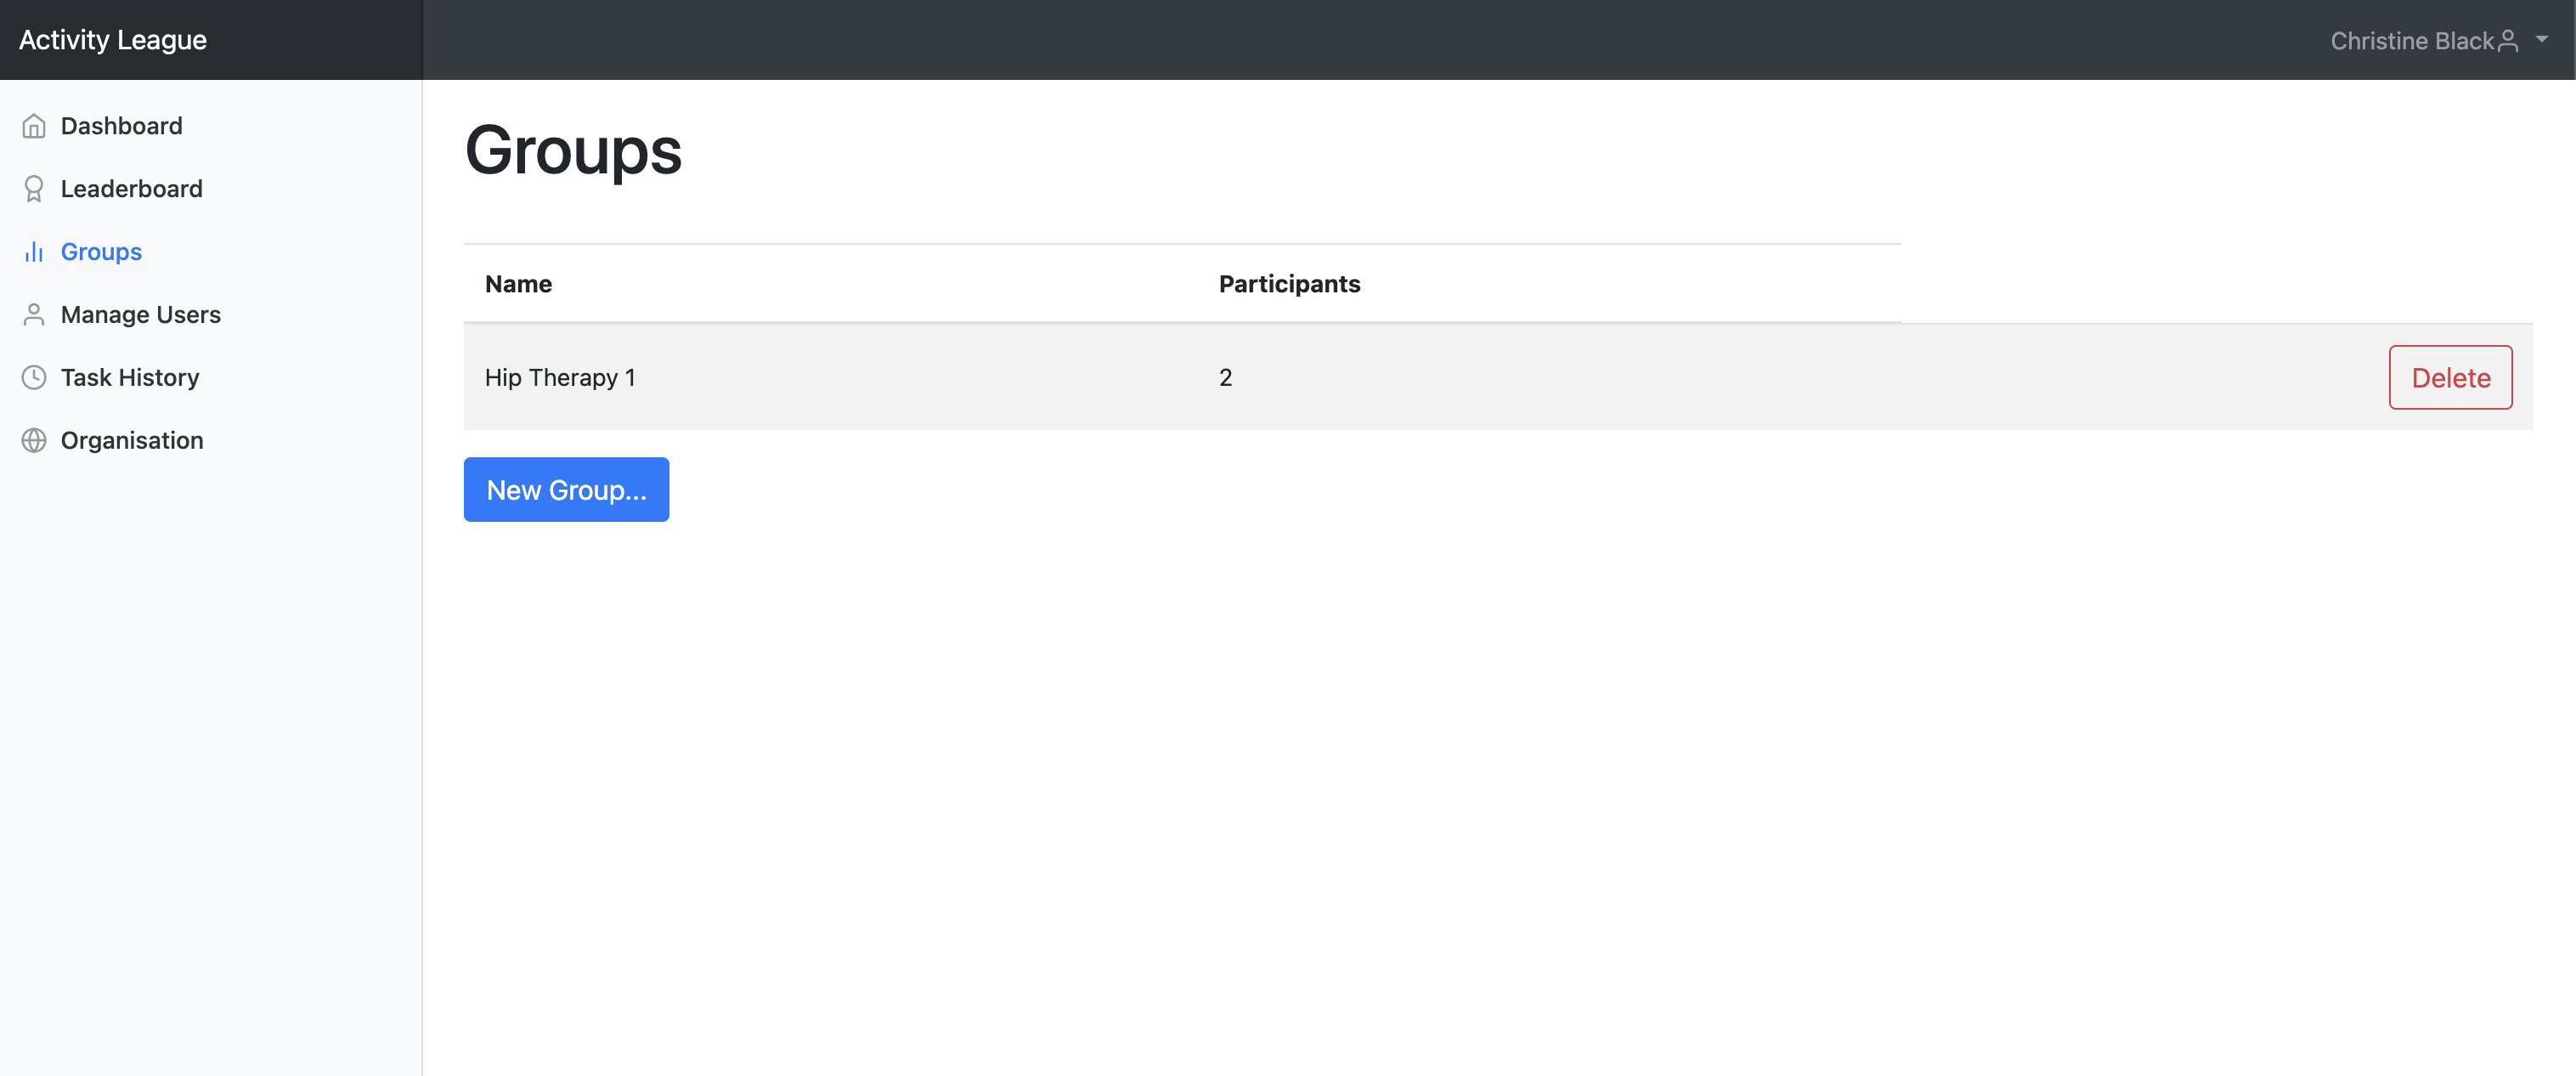 Activity League
Christine Black
Dashboard
Leaderboard
Groups
Manage Users
Task History
Organisation
Groups
Name Participants
Hip Therapy 1 2 Delete
New Group...